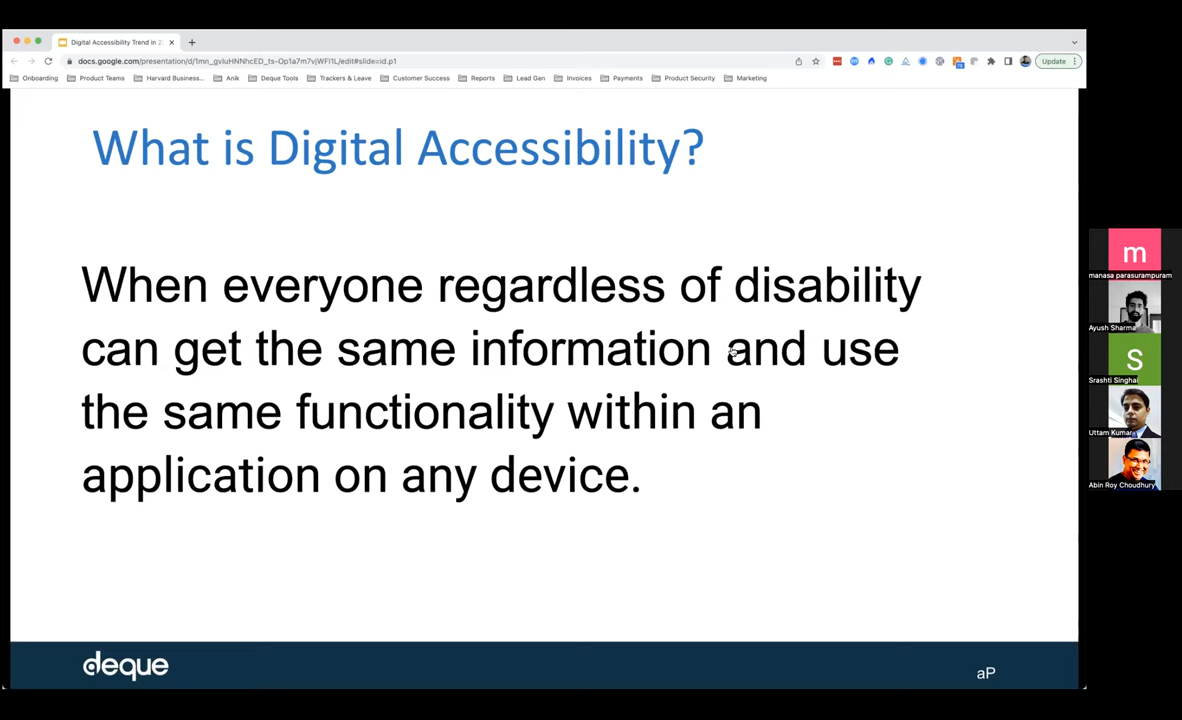 Digital Accessibility Trend in 2
docs.google.com/presentation/d/1mn_gviuHNNhcED_ts-Op1a7m7vjWFl1L/edit#slide=id.p1
Update
Onboarding Product Teams Harvard Business... Anik Deque Tools Trackers & Leave Customer Success Reports Lead Gen Invoices Payments Product Security Marketing
What is Digital Accessibility?
When everyone regardless of disability
can get the same information and use
the same functionality within an
application on any device.
deque
aP
m
manasa parasurampuram
Ayush Sharma
S
Srashti Singhai
Uttam Kumar
Abin Roy Choudhury